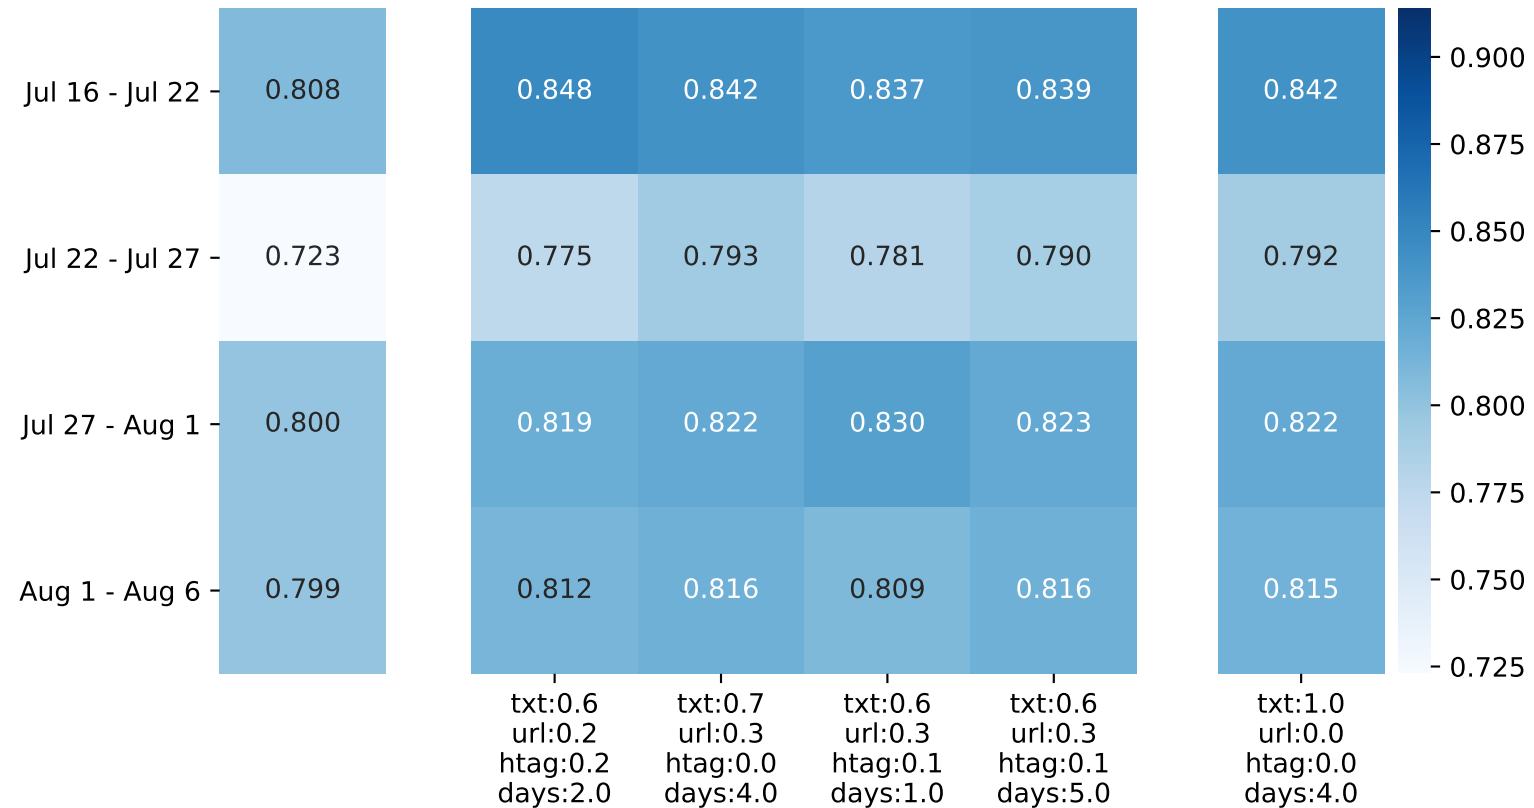 Jul 16 - Jul 22 0.808 0.848 0.842 0.837 0.839 0.842
Jul 22 - Jul 27 0.723 0.775 0.793 0.781 0.790 0.792
Jul 27 - Aug 1 0.800 0.819 0.822 0.830 0.823 0.822
Aug 1 - Aug 6 0.799 0.812 0.816 0.809 0.816 0.815
txt:0.6 txt:0.7 txt:0.6 txt:0.6 txt:1.0
url:0.2 url:0.3 url:0.3 url:0.3 url:0.0
htag:0.2 htag:0.0 htag:0.1 htag:0.1 htag:0.0
days:2.0 days:4.0 days:1.0 days:5.0 days:4.0
0.900
0.875
0.850
0.825
0.800
0.775
0.750
0.725